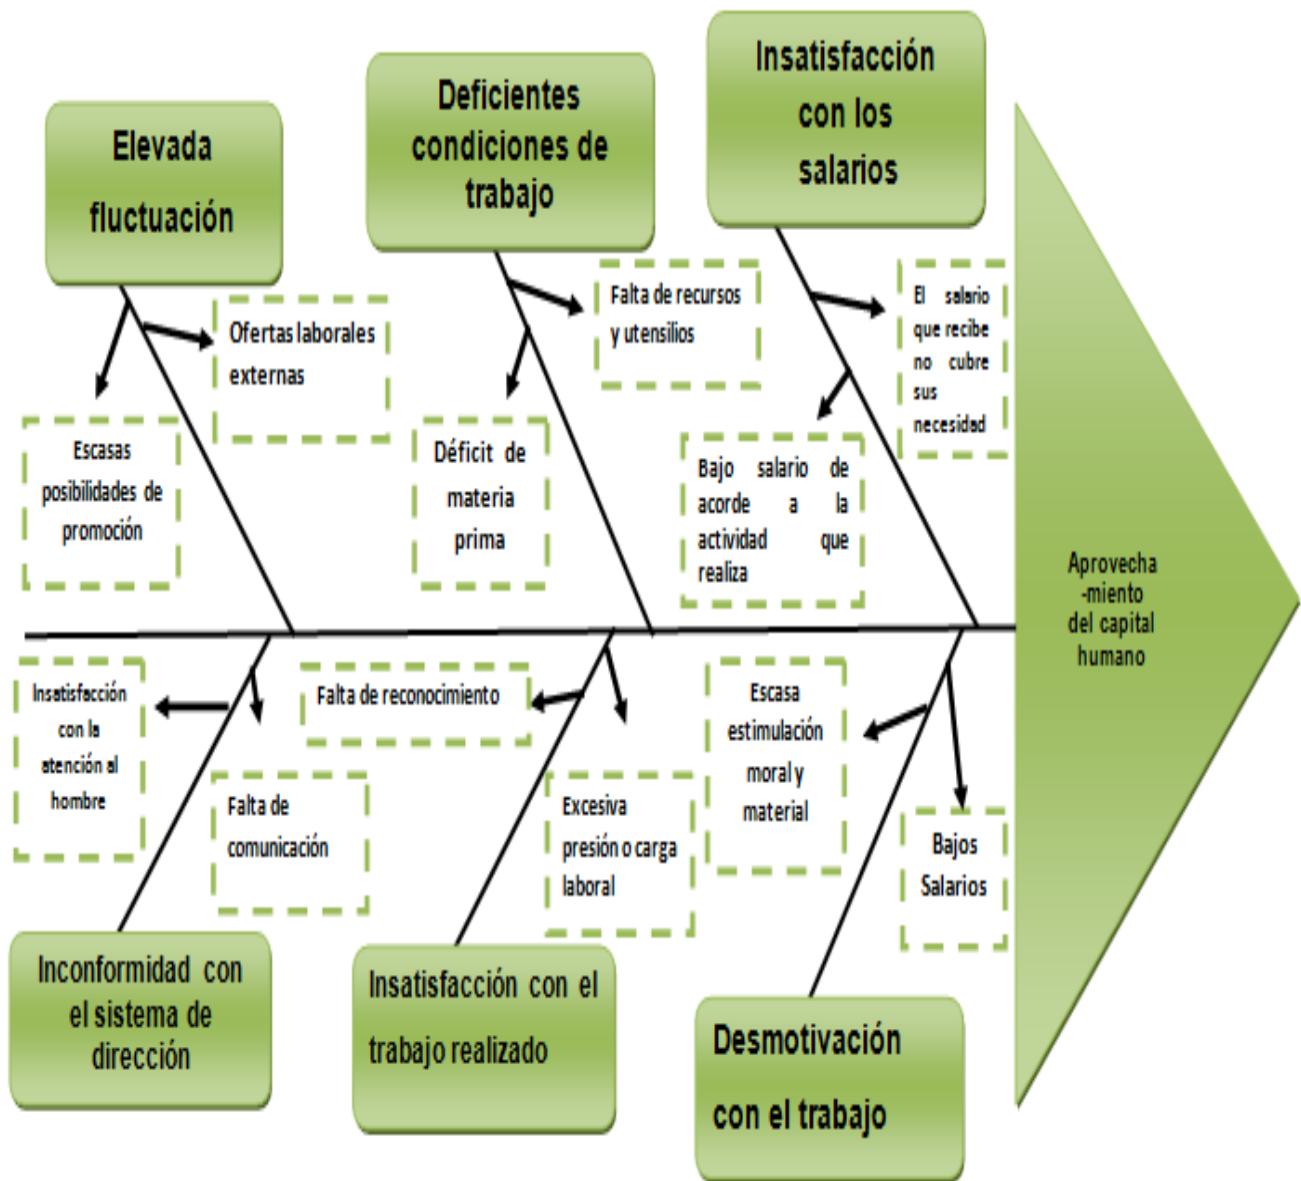 Elevada
fluctuación
Deficientes
condiciones de
trabajo
Insatisfacción
con los
salarios
Ofertas laborales
externas
Escasas
posibilidades de
promoción
Falta de recursos
y utensilios
Déficit de
materia
prima
El salario
que recibe
no cubre
sus
necesidad
Bajo salario de
acorde a la
actividad que
realiza
Aprovecha
-miento
del capital
humano
Insatisfacción
con la
atención al
hombre
Falta de
comunicación
Falta de reconocimiento
Excesiva
presión o carga
laboral
Escasa
estimulación
moral y
material
Bajos
Salarios
Inconformidad con
el sistema de
dirección
Insatisfacción con el
trabajo realizado
Desmotivación
con el trabajo